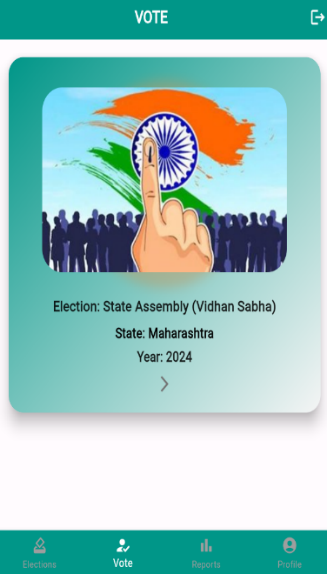 VOTE
Election: State Assembly (Vidhan Sabha)
State: Maharashtra
Year: 2024
Elections
Vote
Reports
Profile